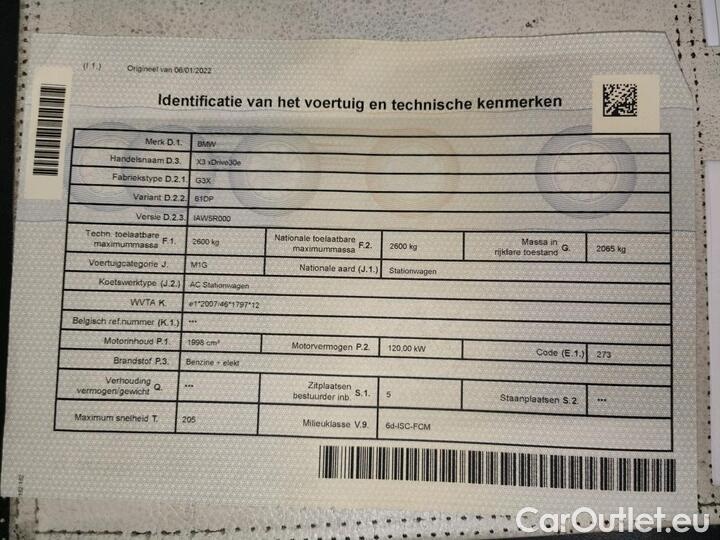 (I 1.) Origineel van 06/01/2022
Identificatie van het voertuig en technische kenmerken
Merk D.1. BMW
Handelsnaam D.3. X3 xDrive30e
Fabriekstype D.2.1. G3X
Variant D.2.2. 61DP
Versie D.2.3. IAW5R000
Techn. toelaatbare maximummassa F.1. 2600 kg Nationale toelaatbare maximummassa F.2. 2600 kg Massa in rijklare toestand G. 2065 kg
Voertuigcategorie J. M1G Nationale aard (J.1.) Stationwagen
Koetswerktype (J.2.) AC Stationwagen
WVTA K. e1*2007/46*1797*12
Belgisch ref.nummer (K.1.) ***
Motorinhoud P.1. 1998 cm³ Motorvermogen P.2. 120,00 kW Code (E.1.) 273
Brandstof P.3. Benzine + elekt
Verhouding vermogen/gewicht Q. *** Zitplaatsen bestuurder inb. S.1. 5 Staanplaatsen S.2. ***
Maximum snelheid T. 205 Milieuklasse V.9. 6d-ISC-FCM
CarOutlet.eu